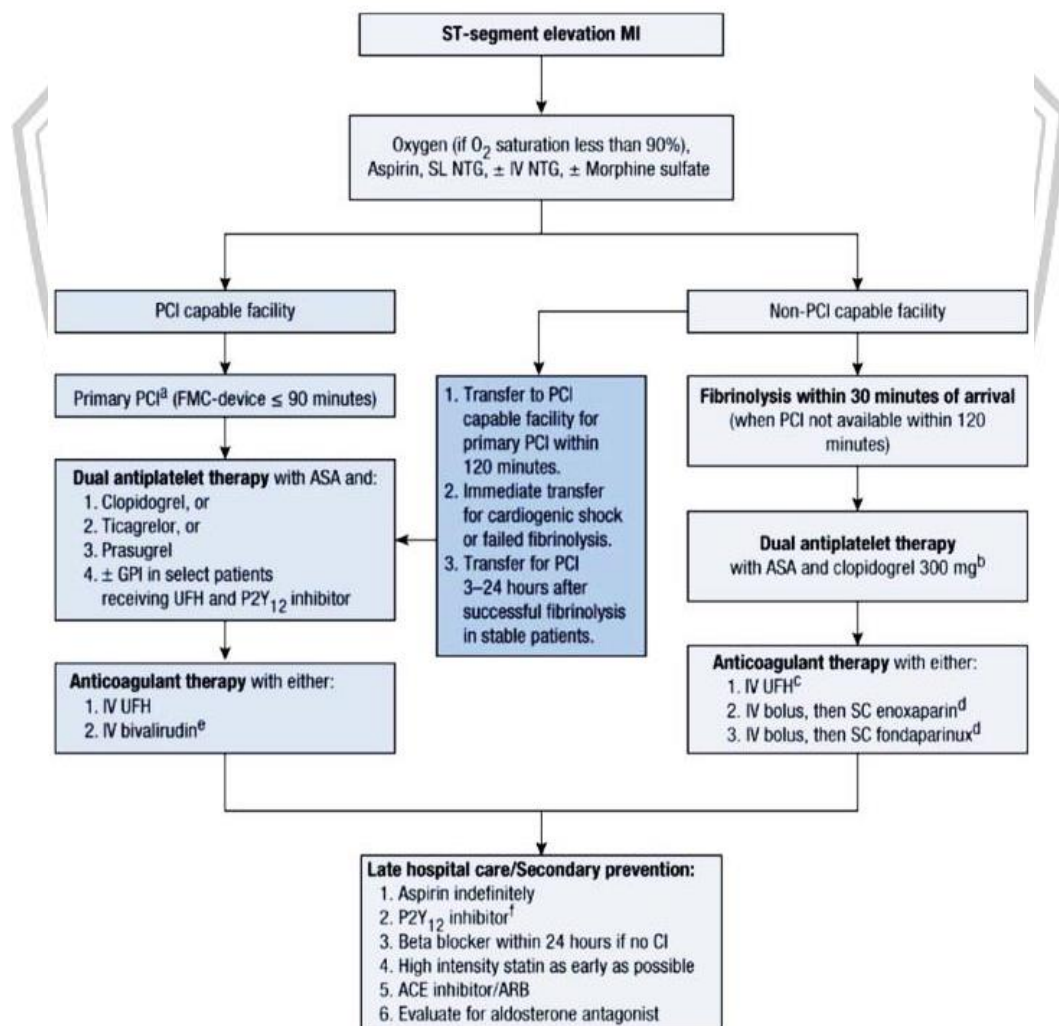 ST-segment elevation MI
Oxygen (if O₂ saturation less than 90%),
Aspirin, SL NTG, ± IV NTG, ± Morphine sulfate
PCI capable facility
Non-PCI capable facility
Primary PCIᵃ (FMC-device ≤ 90 minutes)
1. Transfer to PCI
capable facility for
primary PCI within
120 minutes.
2. Immediate transfer
for cardiogenic shock
or failed fibrinolysis.
3. Transfer for PCI
3–24 hours after
successful fibrinolysis
in stable patients.
Fibrinolysis within 30 minutes of arrival
(when PCI not available within 120
minutes)
Dual antiplatelet therapy with ASA and:
1. Clopidogrel, or
2. Ticagrelor, or
3. Prasugrel
4. ± GPI in select patients
receiving UFH and P2Y₁₂ inhibitor
Dual antiplatelet therapy
with ASA and clopidogrel 300 mgᵇ
Anticoagulant therapy with either:
1. IV UFH
2. IV bivalirudinᵉ
Anticoagulant therapy with either:
1. IV UFHᶜ
2. IV bolus, then SC enoxaparinᵈ
3. IV bolus, then SC fondaparinuxᵈ
Late hospital care/Secondary prevention:
1. Aspirin indefinitely
2. P2Y₁₂ inhibitorᶠ
3. Beta blocker within 24 hours if no CI
4. High intensity statin as early as possible
5. ACE inhibitor/ARB
6. Evaluate for aldosterone antagonist